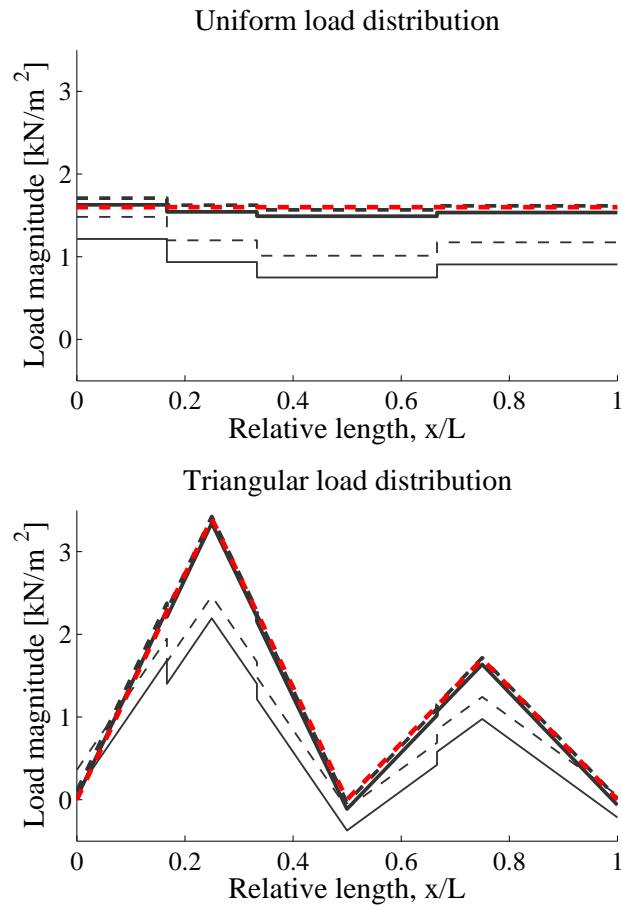 Uniform load distribution
Load magnitude [kN/m²]
3
2
1
0
0 0.2 0.4 0.6 0.8 1
Relative length, x/L
Triangular load distribution
Load magnitude [kN/m²]
3
2
1
0
0 0.2 0.4 0.6 0.8 1
Relative length, x/L